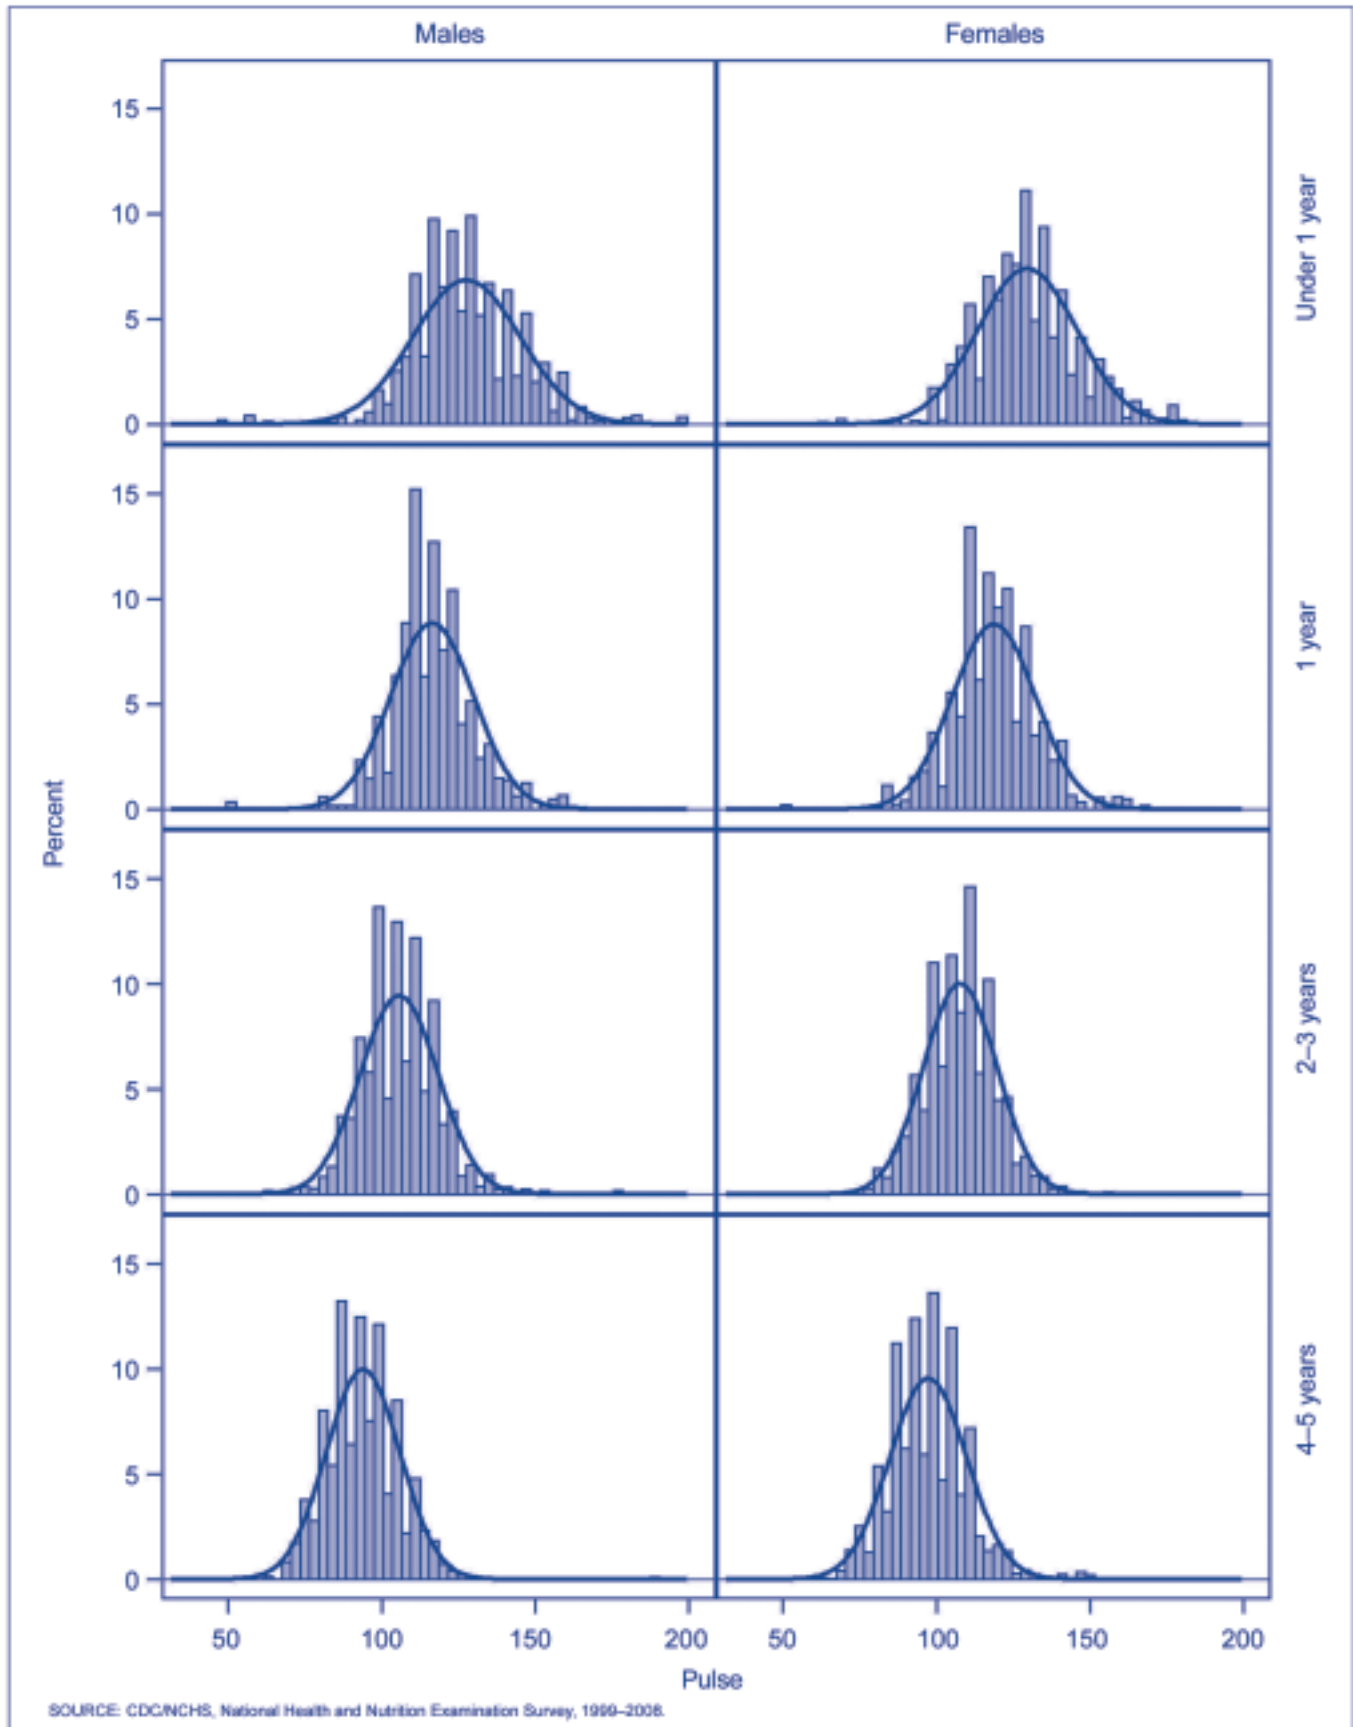 Males
Females
15
10
5
0
Under 1 year
15
10
5
0
1 year
Percent
15
10
5
0
2–3 years
15
10
5
0
4–5 years
50 100 150 200 50 100 150 200
Pulse
SOURCE: CDC/NCHS, National Health and Nutrition Examination Survey, 1999–2008.